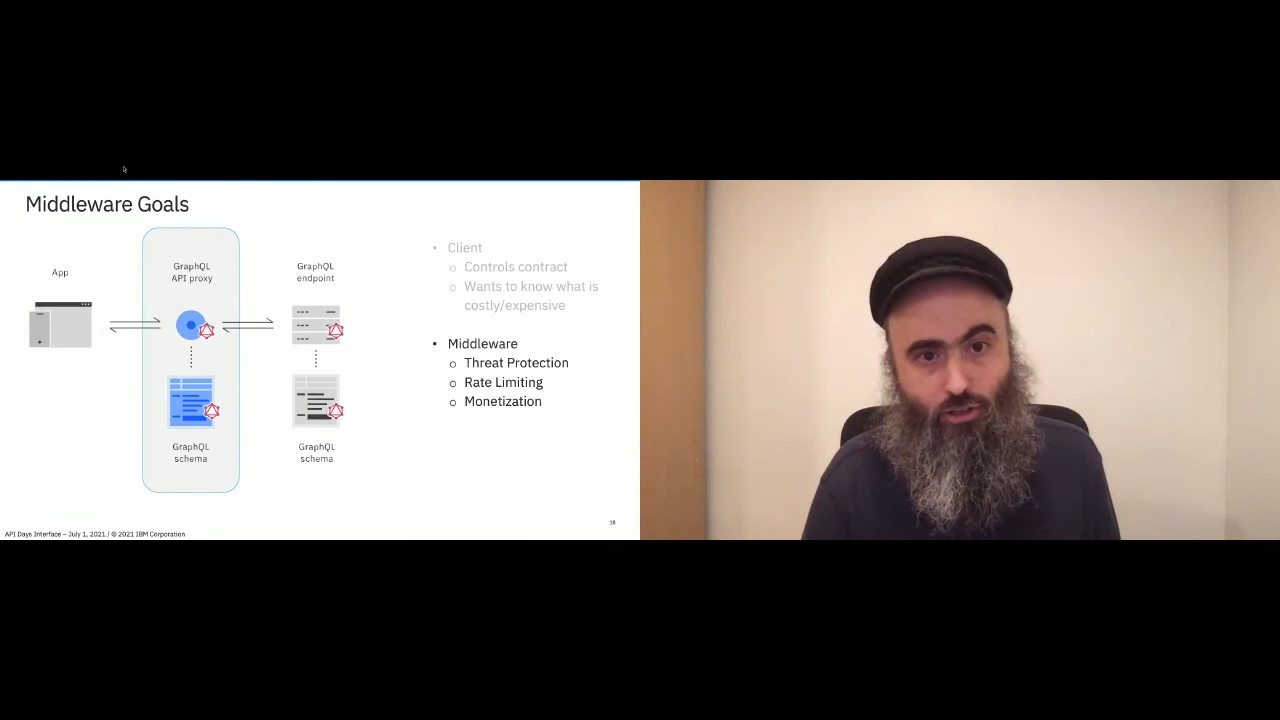 Middleware Goals
App
GraphQL
API proxy
GraphQL
endpoint
GraphQL
schema
GraphQL
schema
• Client
o Controls contract
o Wants to know what is
costly/expensive
• Middleware
o Threat Protection
o Rate Limiting
o Monetization
18
API Days Interface – July 1, 2021 / © 2021 IBM Corporation